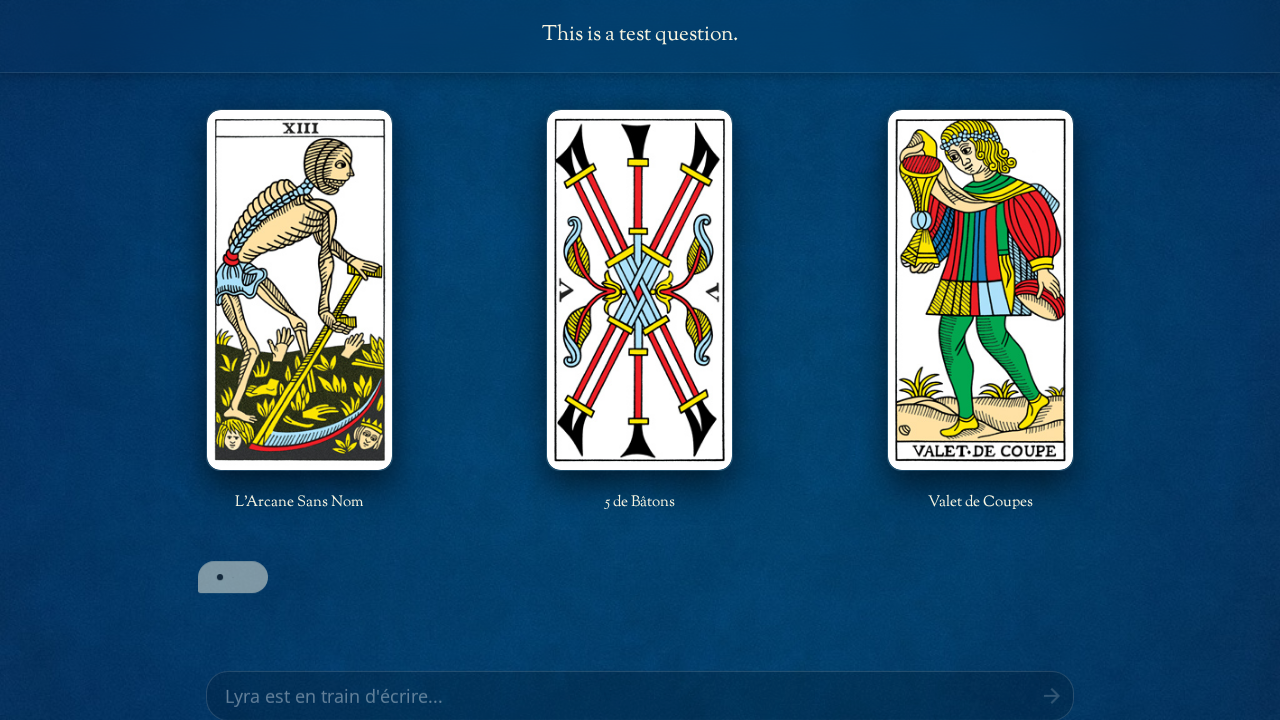 This is a test question.
XIII
V
V
VALET·DE COUPE
L'Arcane Sans Nom
5 de Bâtons
Valet de Coupes
Lyra est en train d'écrire...